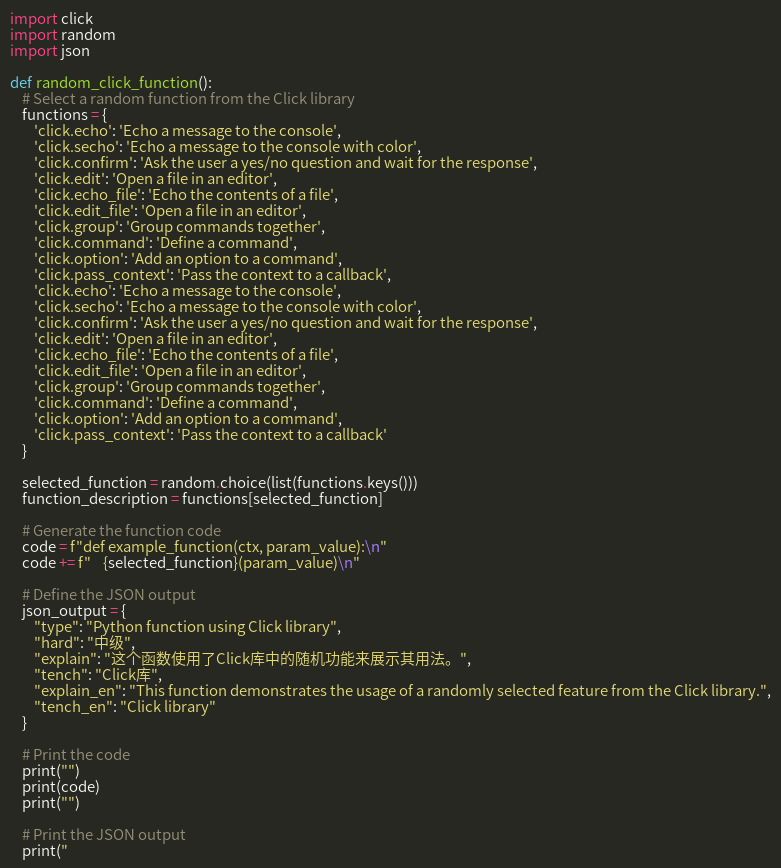 import click
import random
import json

def random_click_function():
    # Select a random function from the Click library
    functions = {
        'click.echo': 'Echo a message to the console',
        'click.secho': 'Echo a message to the console with color',
        'click.confirm': 'Ask the user a yes/no question and wait for the response',
        'click.edit': 'Open a file in an editor',
        'click.echo_file': 'Echo the contents of a file',
        'click.edit_file': 'Open a file in an editor',
        'click.group': 'Group commands together',
        'click.command': 'Define a command',
        'click.option': 'Add an option to a command',
        'click.pass_context': 'Pass the context to a callback',
        'click.echo': 'Echo a message to the console',
        'click.secho': 'Echo a message to the console with color',
        'click.confirm': 'Ask the user a yes/no question and wait for the response',
        'click.edit': 'Open a file in an editor',
        'click.echo_file': 'Echo the contents of a file',
        'click.edit_file': 'Open a file in an editor',
        'click.group': 'Group commands together',
        'click.command': 'Define a command',
        'click.option': 'Add an option to a command',
        'click.pass_context': 'Pass the context to a callback'
    }

    selected_function = random.choice(list(functions.keys()))
    function_description = functions[selected_function]

    # Generate the function code
    code = f"def example_function(ctx, param_value):\n"
    code += f"    {selected_function}(param_value)\n"

    # Define the JSON output
    json_output = {
        "type": "Python function using Click library",
        "hard": "中级",
        "explain": "这个函数使用了Click库中的随机功能来展示其用法。",
        "tench": "Click库",
        "explain_en": "This function demonstrates the usage of a randomly selected feature from the Click library.",
        "tench_en": "Click library"
    }

    # Print the code
    print("")
    print(code)
    print("")

    # Print the JSON output
    print("